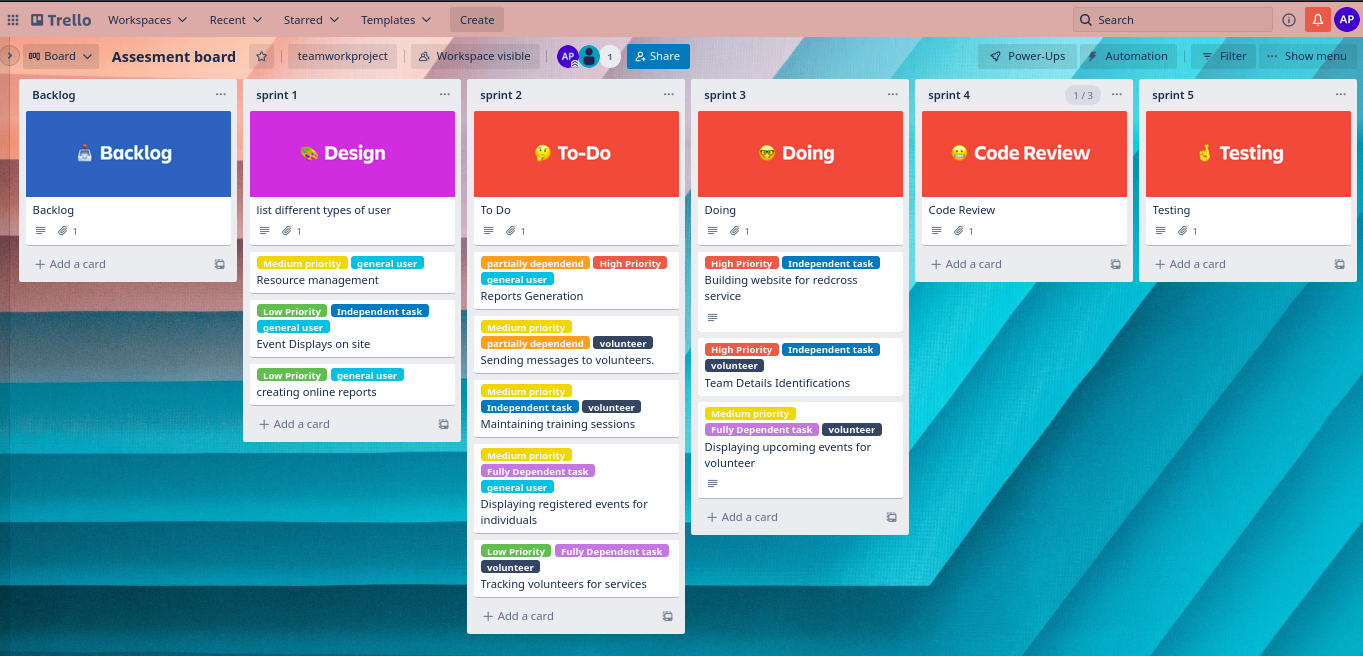 Trello Workspaces Recent Starred Templates Create Search AP
Board Assesment board teamworkproject Workspace visible AP 1 Share Power-Ups Automation Filter Show menu
Backlog
Backlog
Backlog
1
+ Add a card
sprint 1
Design
list different types of user
1
Medium priority general user
Resource management
Low Priority Independent task
general user
Event Displays on site
Low Priority general user
creating online reports
+ Add a card
sprint 2
To-Do
To Do
1
partially dependend High Priority
general user
Reports Generation
Medium priority
partially dependend volunteer
Sending messages to volunteers.
Medium priority
Independent task volunteer
Maintaining training sessions
Medium priority
Fully Dependent task
general user
Displaying registered events for
individuals
Low Priority Fully Dependent task
volunteer
Tracking volunteers for services
+ Add a card
sprint 3
Doing
Doing
1
High Priority Independent task
Building website for redcross
service
High Priority Independent task
volunteer
Team Details Identifications
Medium priority
Fully Dependent task volunteer
Displaying upcoming events for
volunteer
+ Add a card
sprint 4 1 / 3
Code Review
Code Review
1
+ Add a card
sprint 5
Testing
Testing
1
+ Add a card